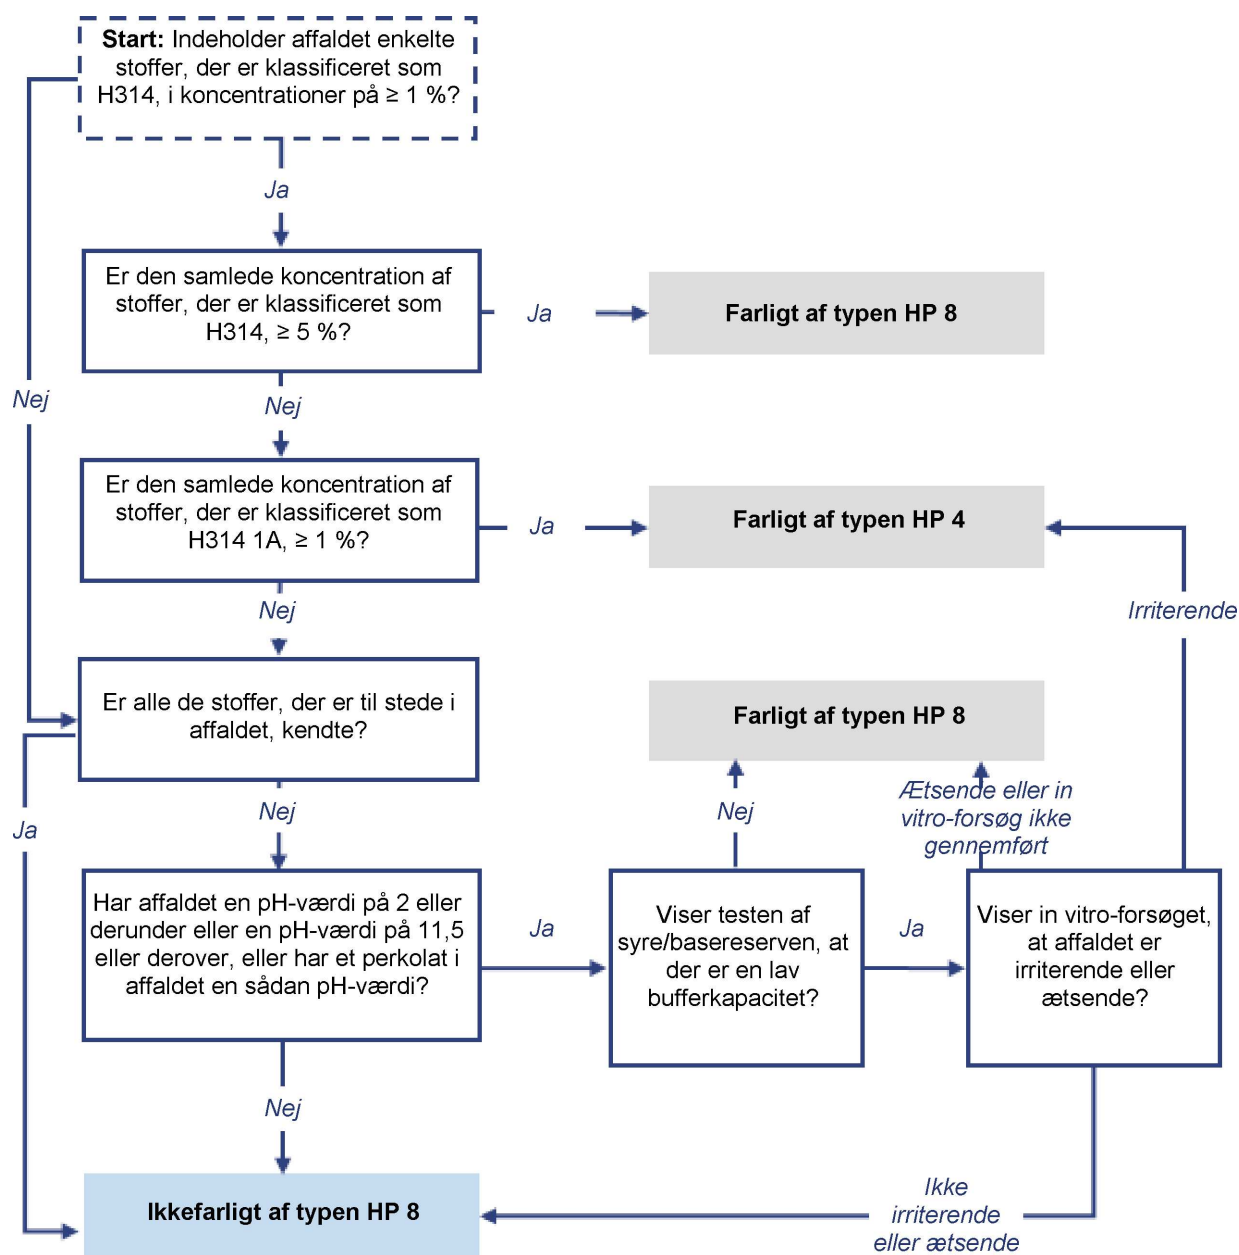 Start: Indeholder affaldet enkelte
stoffer, der er klassificeret som
H314, i koncentrationer på ≥ 1 %?
Ja
Nej
Er den samlede koncentration af
stoffer, der er klassificeret som
H314, ≥ 5 %?
Ja
Farligt af typen HP 8
Nej
Er den samlede koncentration af
stoffer, der er klassificeret som
H314 1A, ≥ 1 %?
Ja
Farligt af typen HP 4
Nej
Irriterende
Er alle de stoffer, der er til stede i
affaldet, kendte?
Farligt af typen HP 8
Ja
Nej
Nej
Ætsende eller in
vitro-forsøg ikke
gennemført
Har affaldet en pH-værdi på 2 eller
derunder eller en pH-værdi på 11,5
eller derover, eller har et perkolat i
affaldet en sådan pH-værdi?
Ja
Viser testen af
syre/basereserven, at
der er en lav
bufferkapacitet?
Ja
Viser in vitro-forsøget,
at affaldet er
irriterende eller
ætsende?
Nej
Ikkefarligt af typen HP 8
Ikke
irriterende
eller ætsende